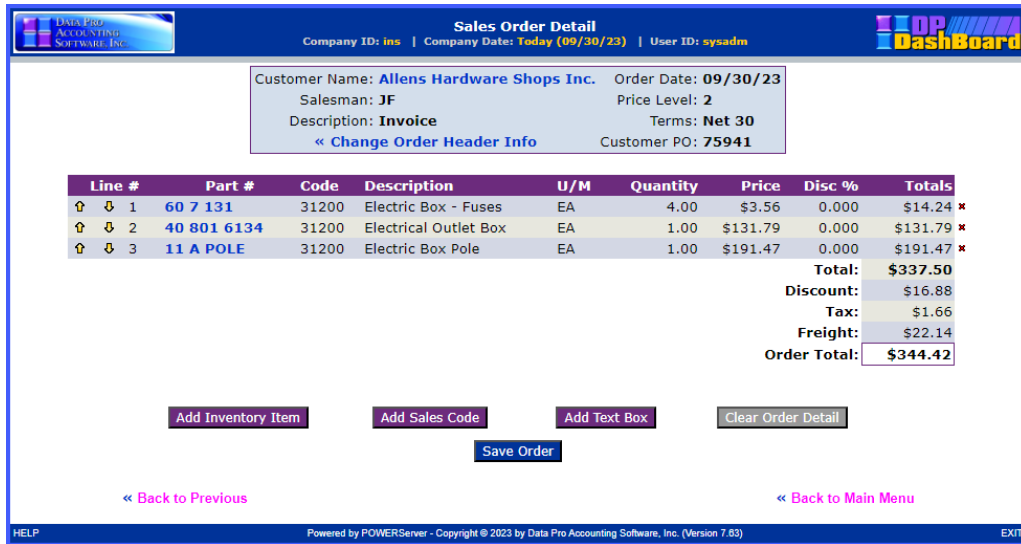 DATA PRO
ACCOUNTING
SOFTWARE, INC.
Sales Order Detail
Company ID: ins | Company Date: Today (09/30/23) | User ID: sysadm
DP
DashBoard
Customer Name: Allens Hardware Shops Inc. Order Date: 09/30/23
Salesman: JF Price Level: 2
Description: Invoice Terms: Net 30
« Change Order Header Info Customer PO: 75941
Line # Part # Code Description U/M Quantity Price Disc % Totals
1 60 7 131 31200 Electric Box - Fuses EA 4.00 $3.56 0.000 $14.24
2 40 801 6134 31200 Electrical Outlet Box EA 1.00 $131.79 0.000 $131.79
3 11 A POLE 31200 Electric Box Pole EA 1.00 $191.47 0.000 $191.47
Total: $337.50
Discount: $16.88
Tax: $1.66
Freight: $22.14
Order Total: $344.42
Add Inventory Item Add Sales Code Add Text Box Clear Order Detail
Save Order
« Back to Previous « Back to Main Menu
HELP Powered by POWERServer - Copyright © 2023 by Data Pro Accounting Software, Inc. (Version 7.63) EXIT